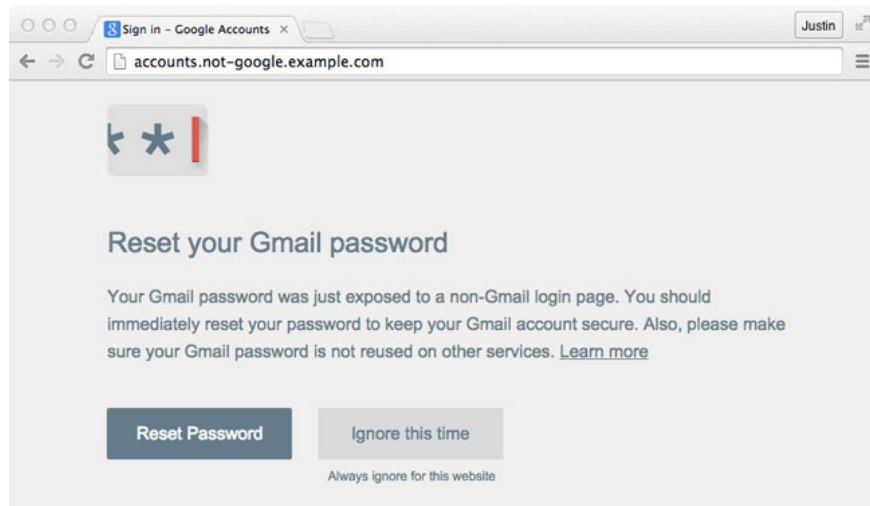 Sign in – Google Accounts
Justin
accounts.not-google.example.com
**
Reset your Gmail password
Your Gmail password was just exposed to a non-Gmail login page. You should
immediately reset your password to keep your Gmail account secure. Also, please make
sure your Gmail password is not reused on other services. Learn more
Reset Password
Ignore this time
Always ignore for this website